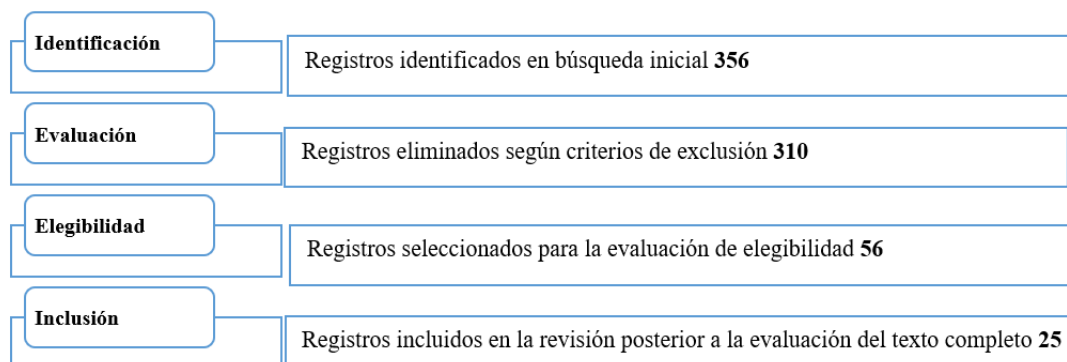 Identificación
Registros identificados en búsqueda inicial 356
Evaluación
Registros eliminados según criterios de exclusión 310
Elegibilidad
Registros seleccionados para la evaluación de elegibilidad 56
Inclusión
Registros incluidos en la revisión posterior a la evaluación del texto completo 25